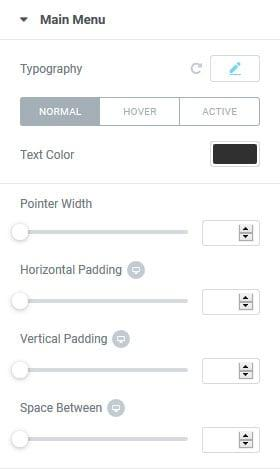 Main Menu
Typography
NORMAL HOVER ACTIVE
Text Color
Pointer Width
Horizontal Padding
Vertical Padding
Space Between